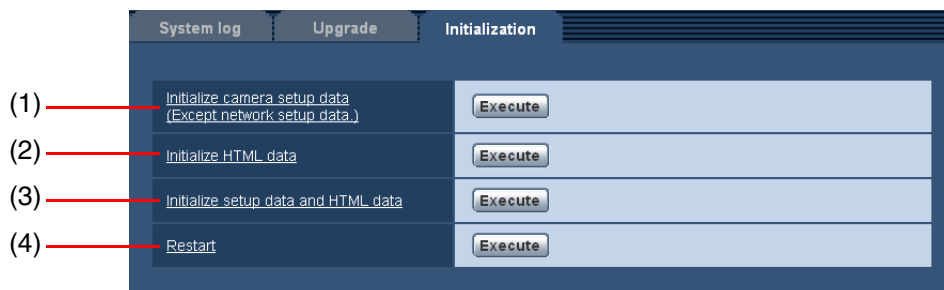 System log Upgrade Initialization
(1) Initialize camera setup data Execute
(Except network setup data.)
(2) Initialize HTML data Execute
(3) Initialize setup data and HTML data Execute
(4) Restart Execute